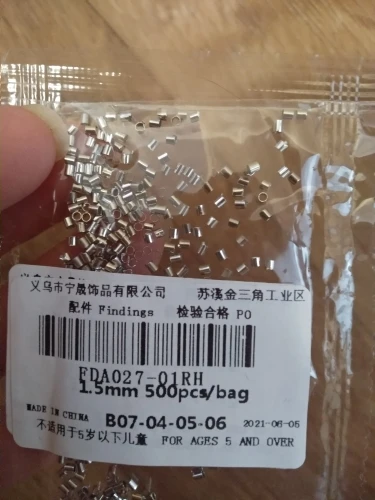 义乌市宁晟饰品有限公司 苏溪金三角工业区
配件 Findings 检验合格 PO
FDA027-01RH
1.5mm 500pcs/bag
MADE IN CHINA B07-04-05-06 2021-06-05
不适用于5岁以下儿童 FOR AGES 5 AND OVER